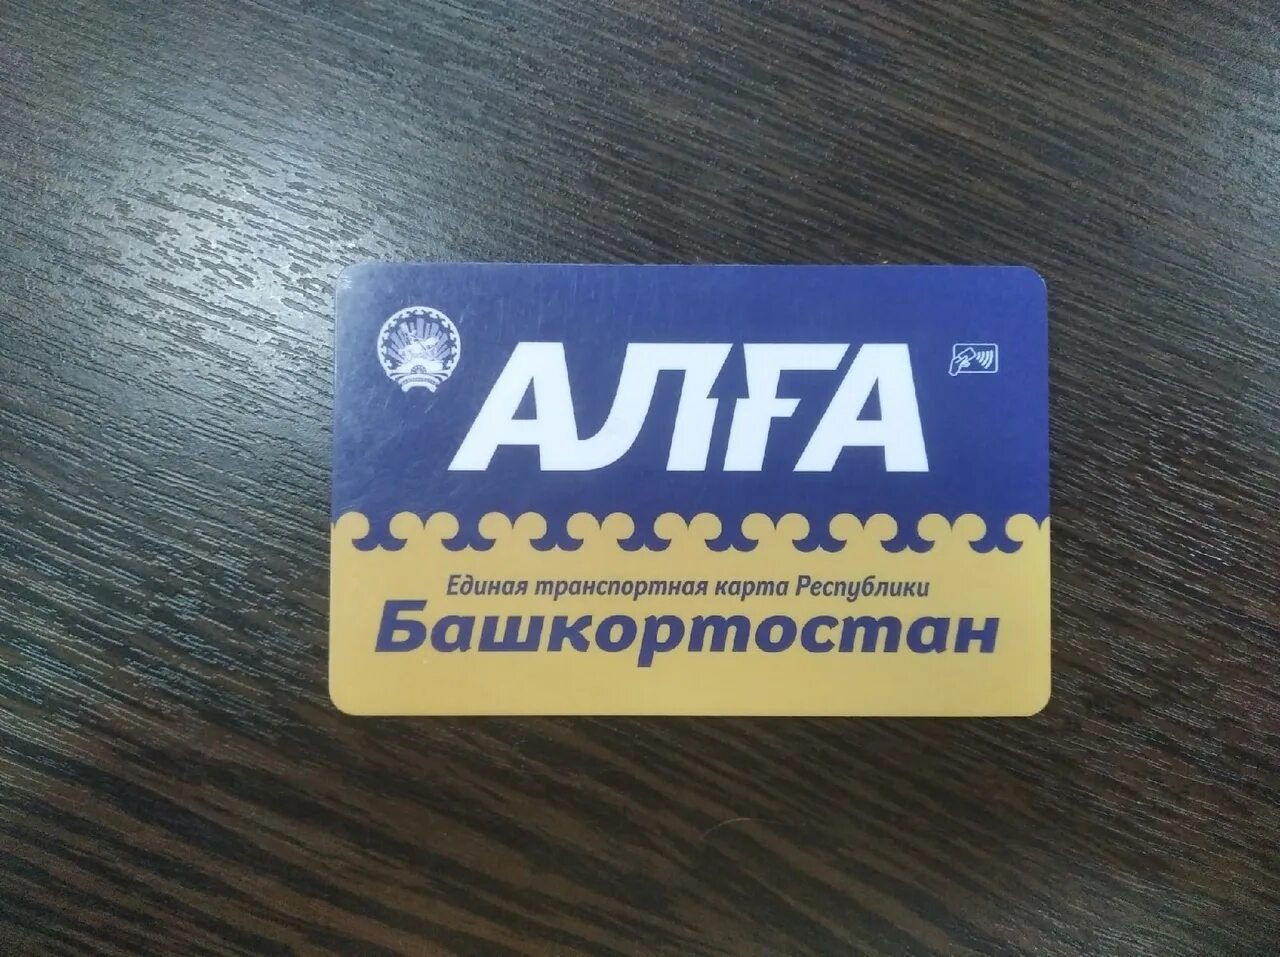 АЛҒА
Единая транспортная карта Республики
Башкортостан